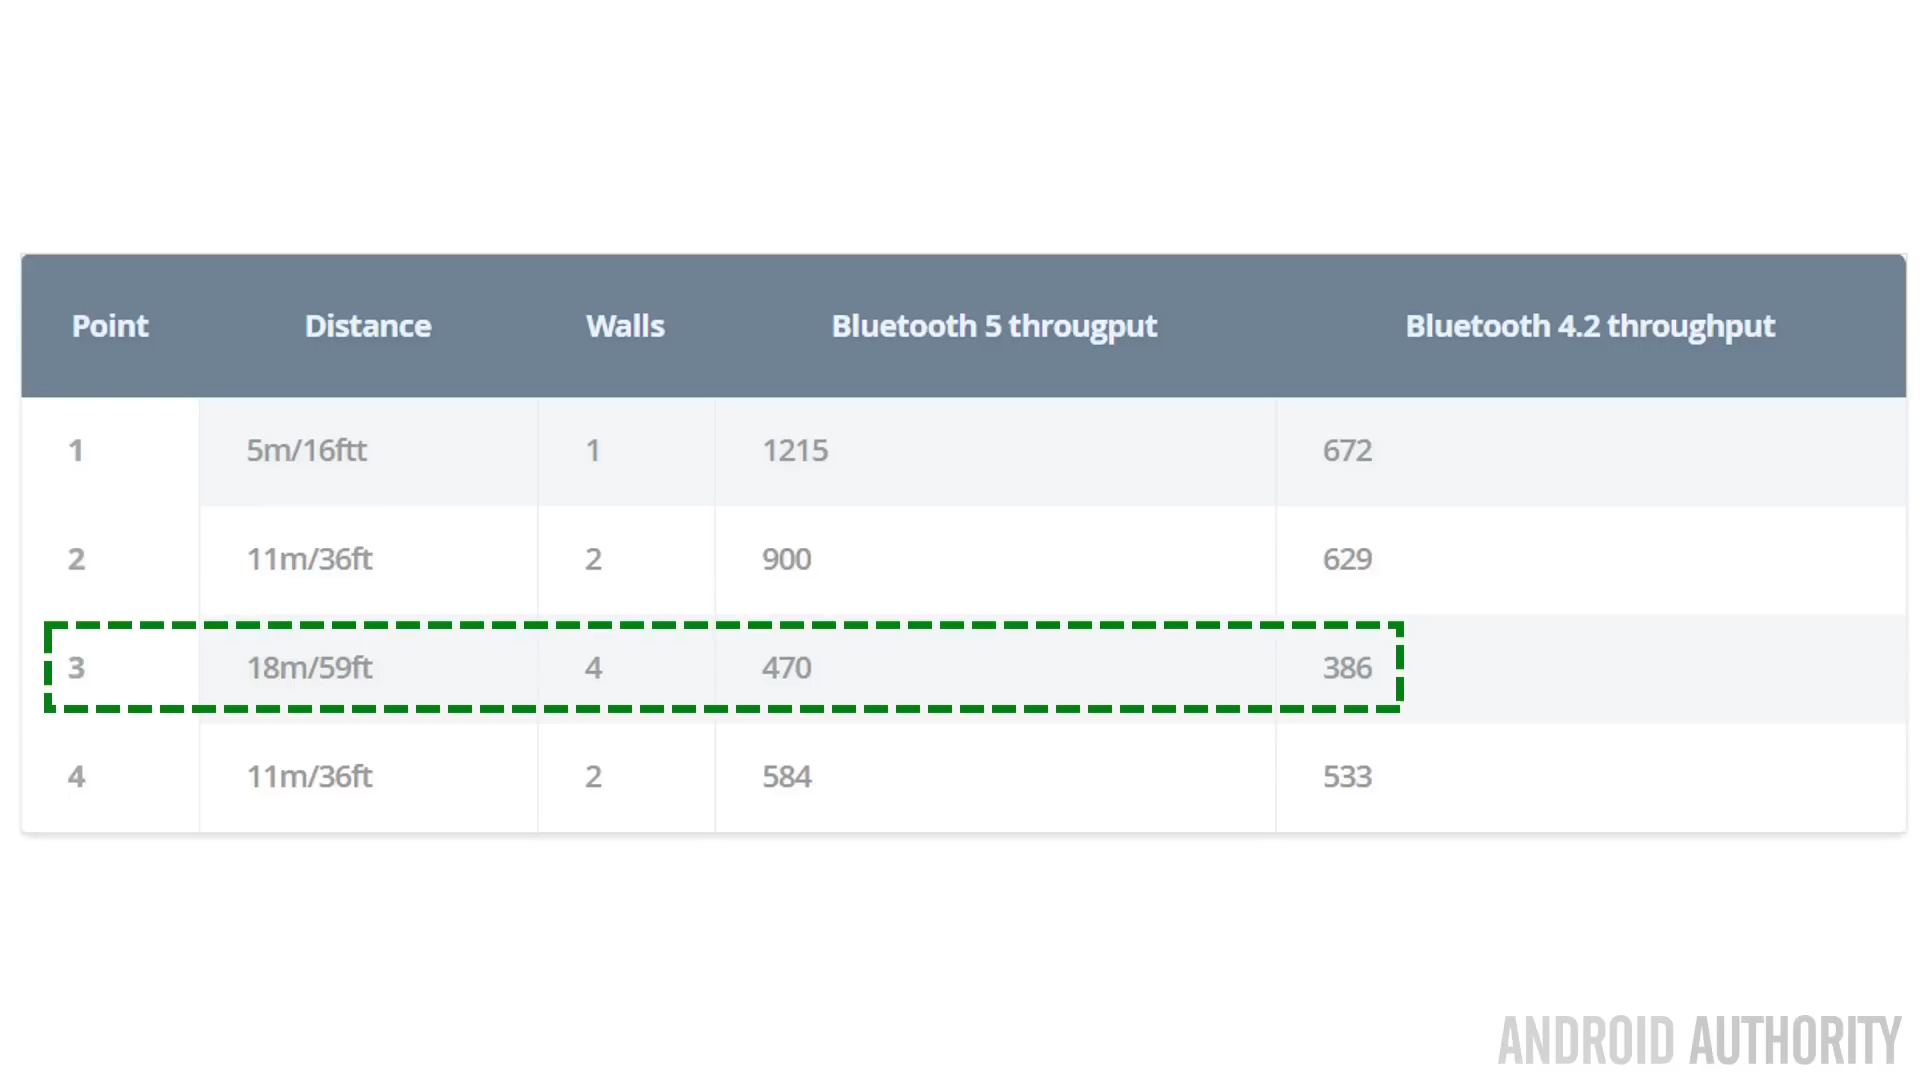 Point Distance Walls Bluetooth 5 througput Bluetooth 4.2 throughput
1 5m/16ftt 1 1215 672
2 11m/36ft 2 900 629
3 18m/59ft 4 470 386
4 11m/36ft 2 584 533
ANDROID AUTHORITY